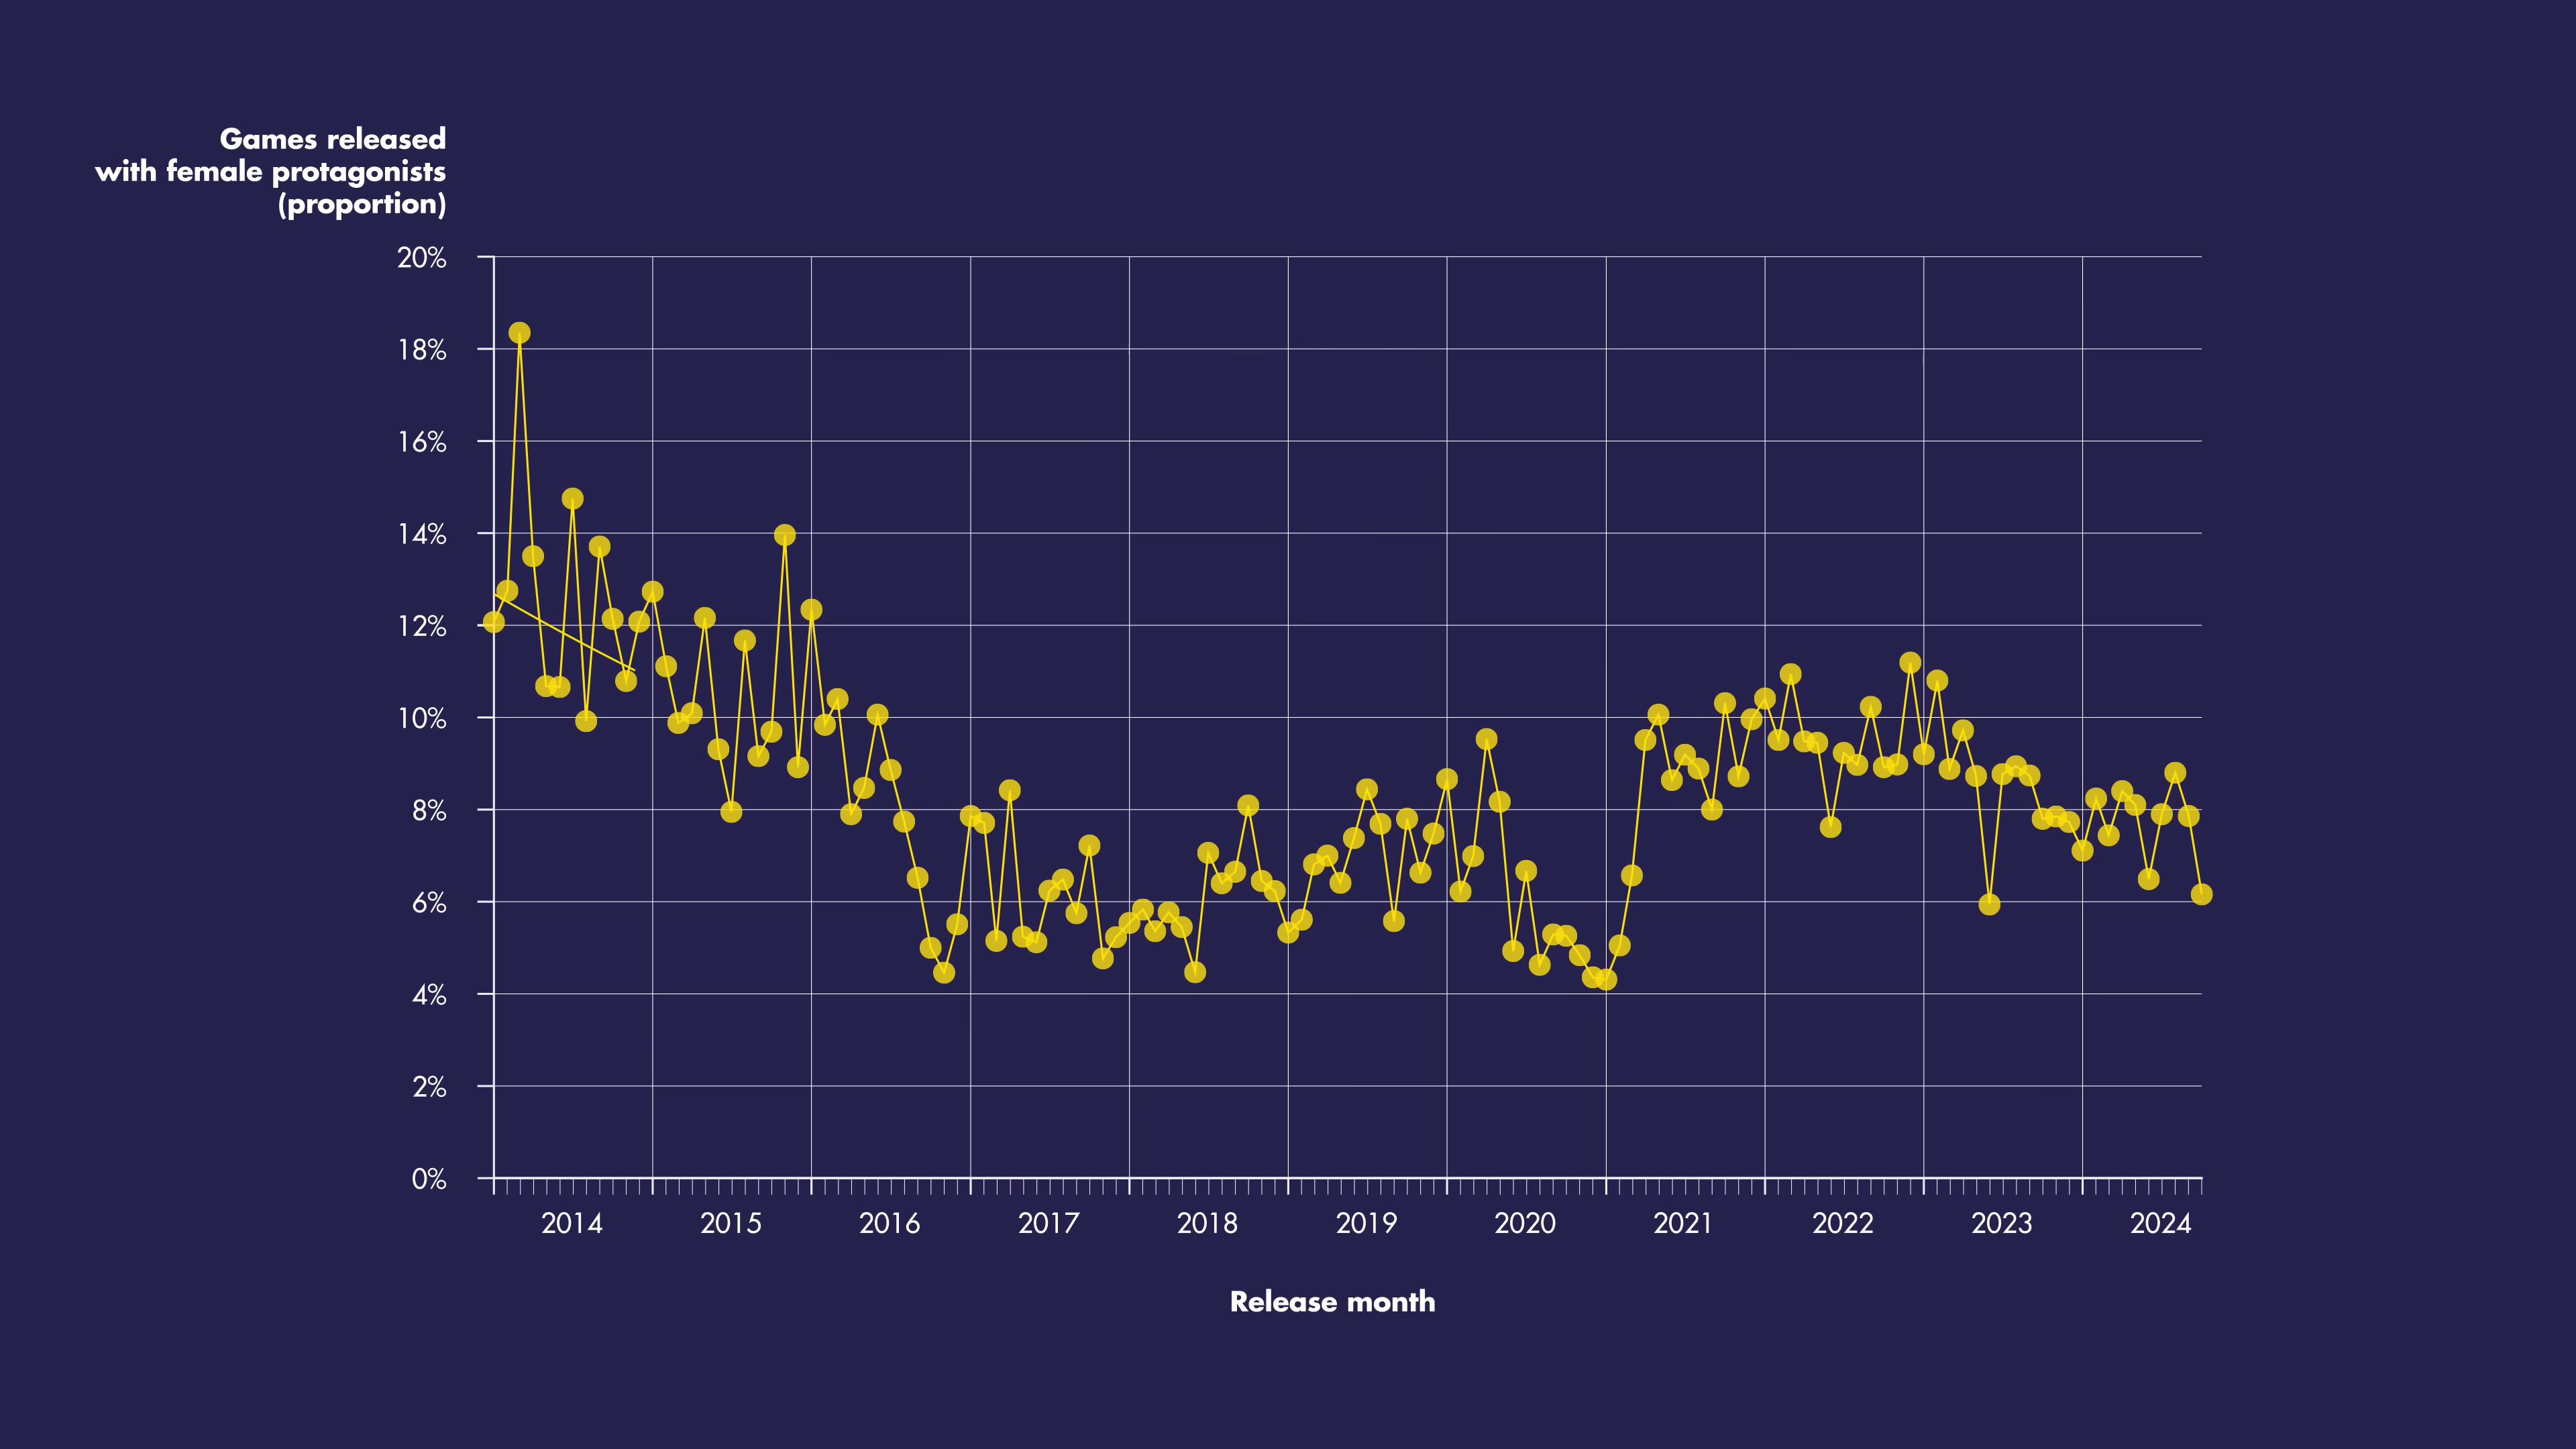 Games released
with female protagonists
(proportion)
20%
18%
16%
14%
12%
10%
8%
6%
4%
2%
0%
2014 2015 2016 2017 2018 2019 2020 2021 2022 2023 2024
Release month